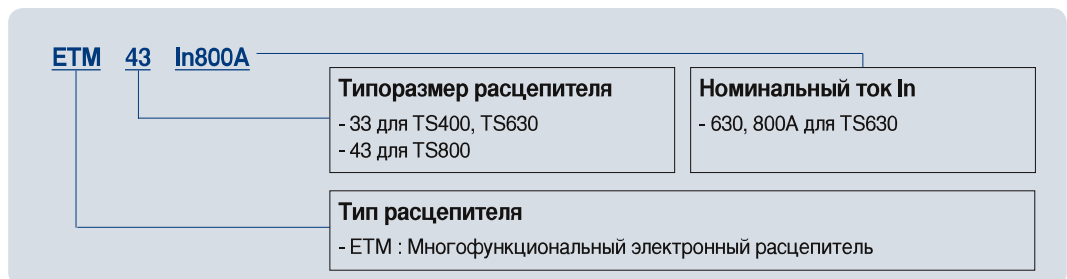 ETM 43 In800A
Типоразмер расцепителя
- 33 для TS400, TS630
- 43 для TS800
Номинальный ток In
- 630, 800A для TS630
Тип расцепителя
- ETM : Многофункциональный электронный расцепитель